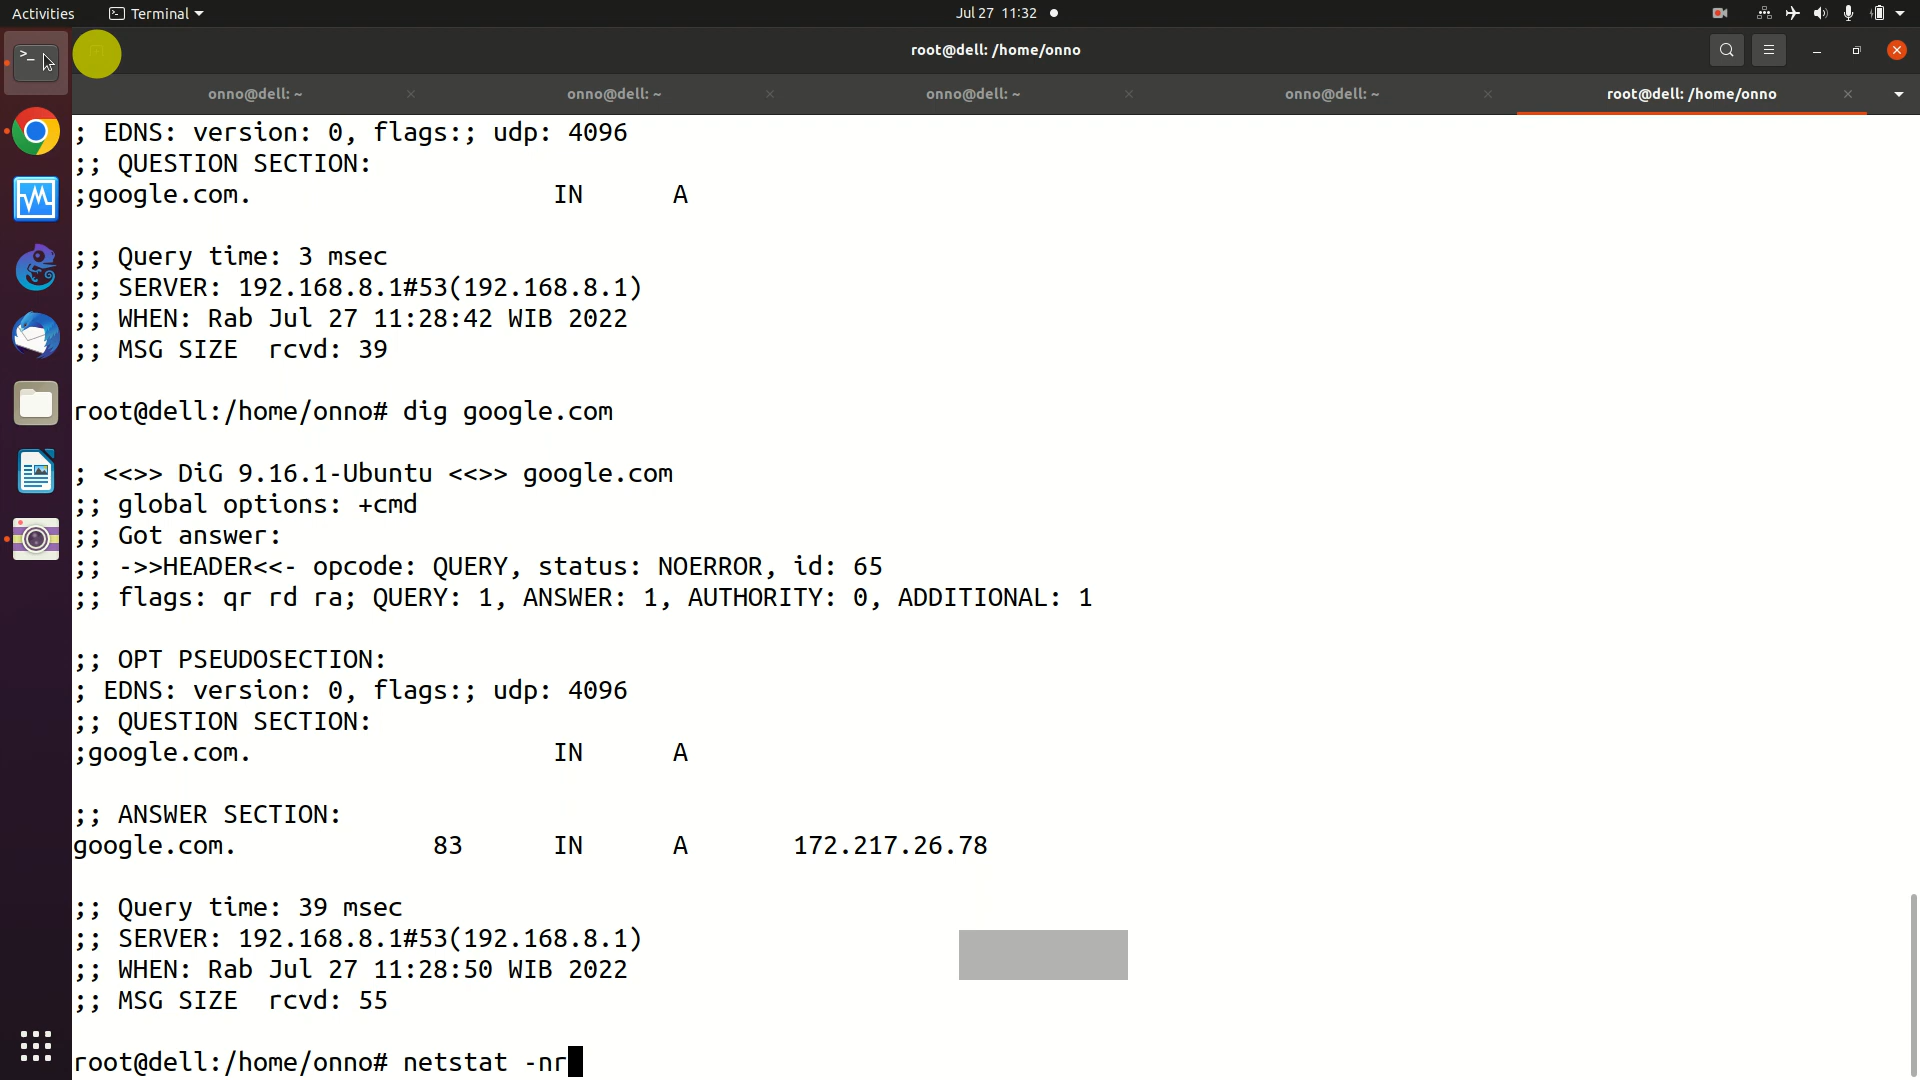 Activities
Terminal
Jul 27 11:32
root@dell: /home/onno
onno@dell: ~
onno@dell: ~
onno@dell: ~
onno@dell: ~
root@dell: /home/onno
; EDNS: version: 0, flags:; udp: 4096
;; QUESTION SECTION:
;google.com. IN A
;; Query time: 3 msec
;; SERVER: 192.168.8.1#53(192.168.8.1)
;; WHEN: Rab Jul 27 11:28:42 WIB 2022
;; MSG SIZE rcvd: 39
root@dell:/home/onno# dig google.com
; <<>> DiG 9.16.1-Ubuntu <<>> google.com
;; global options: +cmd
;; Got answer:
;; ->>HEADER<<- opcode: QUERY, status: NOERROR, id: 65
;; flags: qr rd ra; QUERY: 1, ANSWER: 1, AUTHORITY: 0, ADDITIONAL: 1
;; OPT PSEUDOSECTION:
; EDNS: version: 0, flags:; udp: 4096
;; QUESTION SECTION:
;google.com. IN A
;; ANSWER SECTION:
google.com. 83 IN A 172.217.26.78
;; Query time: 39 msec
;; SERVER: 192.168.8.1#53(192.168.8.1)
;; WHEN: Rab Jul 27 11:28:50 WIB 2022
;; MSG SIZE rcvd: 55
root@dell:/home/onno# netstat -nr